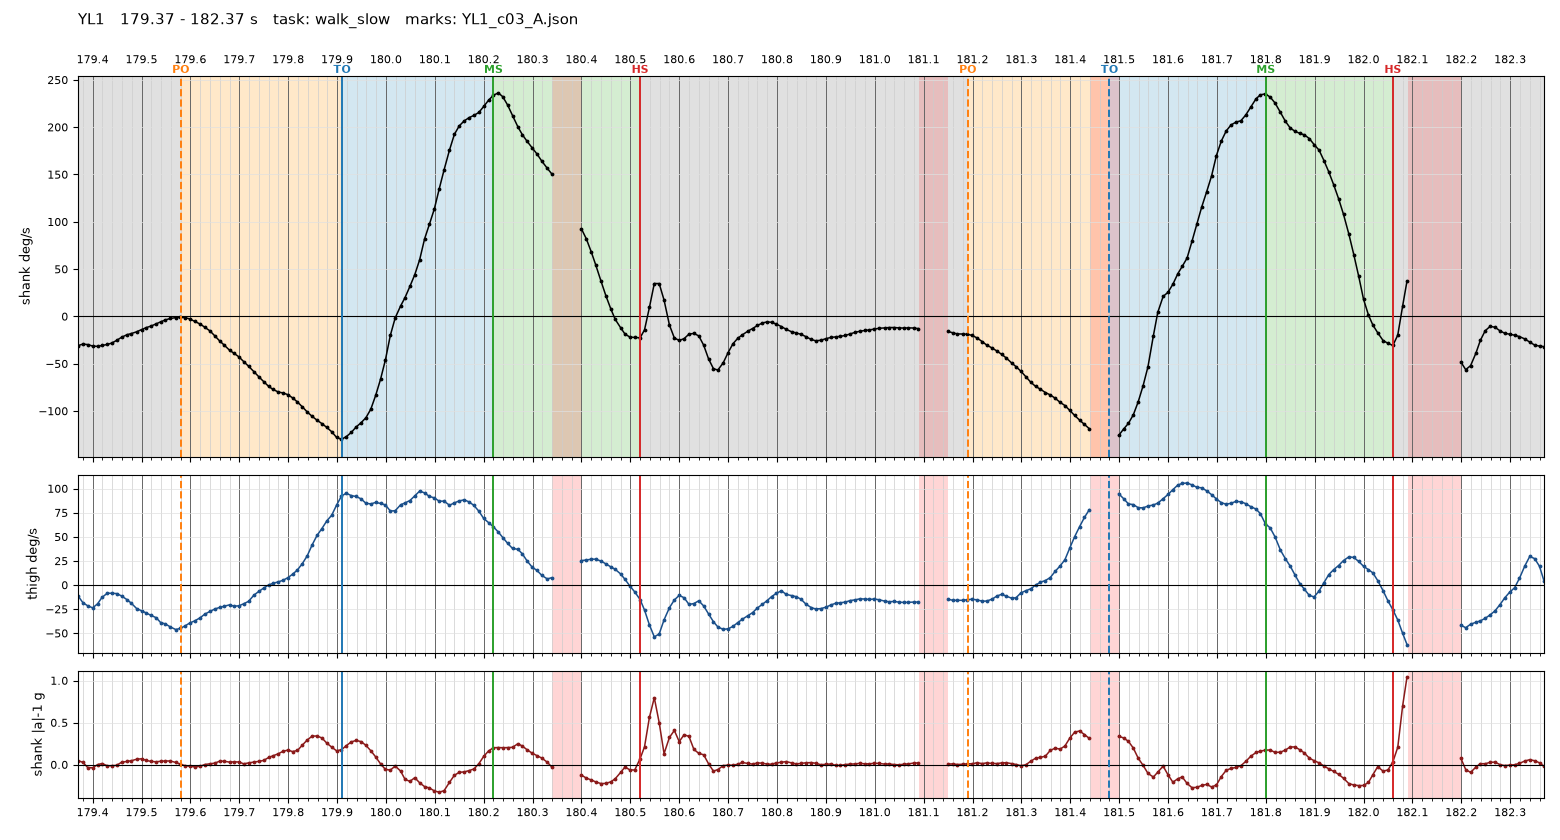 YL1   179.37 - 182.37 s   task: walk_slow   marks: YL1_c03_A.json
179.4 179.5 179.6 179.7 179.8 179.9 180.0 180.1 180.2 180.3 180.4 180.5 180.6 180.7 180.8 180.9 181.0 181.1 181.2 181.3 181.4 181.5 181.6 181.7 181.8 181.9 182.0 182.1 182.2 182.3
PO TO MS HS PO TO MS HS
250
200
150
100
50
0
−50
−100
shank deg/s
100
75
50
25
0
−25
−50
thigh deg/s
1.0
0.5
0.0
shank |a|-1 g
179.4 179.5 179.6 179.7 179.8 179.9 180.0 180.1 180.2 180.3 180.4 180.5 180.6 180.7 180.8 180.9 181.0 181.1 181.2 181.3 181.4 181.5 181.6 181.7 181.8 181.9 182.0 182.1 182.2 182.3